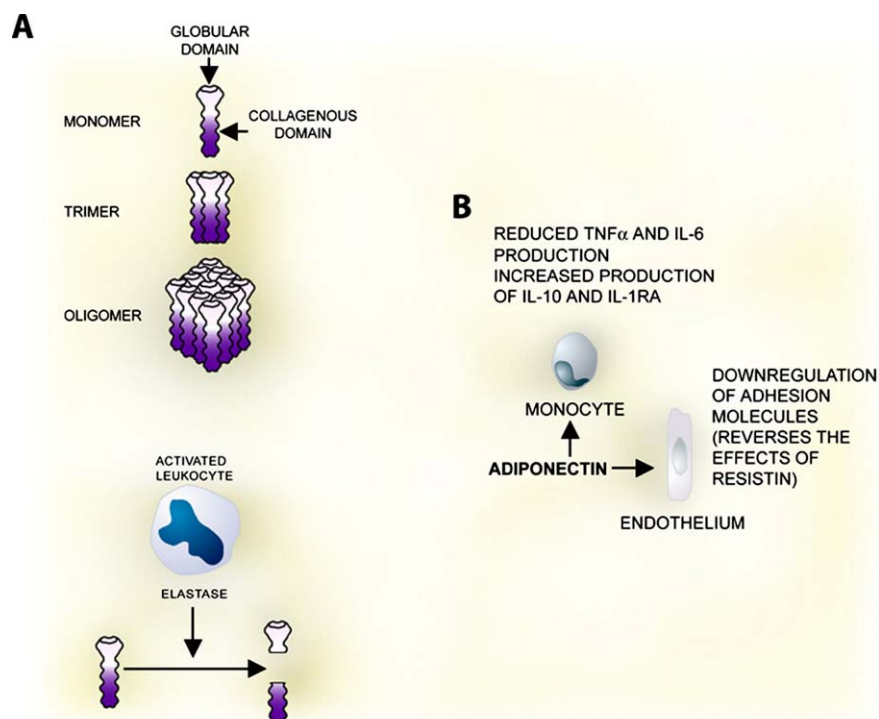 A
GLOBULAR
DOMAIN
MONOMER
COLLAGENOUS
DOMAIN
TRIMER
OLIGOMER
ACTIVATED
LEUKOCYTE
ELASTASE
B
REDUCED TNFα AND IL-6
PRODUCTION
INCREASED PRODUCTION
OF IL-10 AND IL-1RA
MONOCYTE
ADIPONECTIN
DOWNREGULATION
OF ADHESION
MOLECULES
(REVERSES THE
EFFECTS OF
RESISTIN)
ENDOTHELIUM